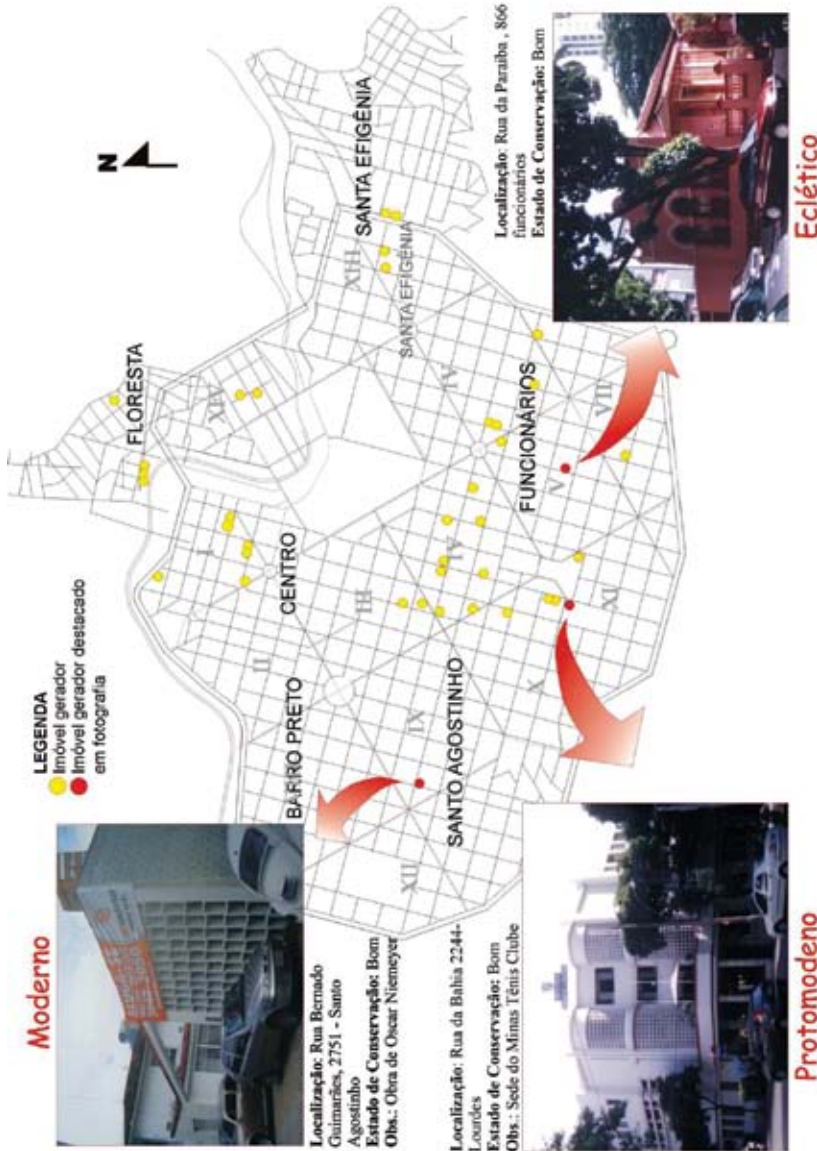 Moderno
Localização: Rua Bernado
Guimarães, 2751 - Santo
Agostinho
Estado de Conservação: Bom
Obs.: Obra de Oscar Niemeyer
Localização: Rua da Bahia 2244-
Lourdes
Estado de Conservação: Bom
Obs.: Sede do Minas Tênis Clube
Protomodeno
LEGENDA
Imóvel gerador
Imóvel gerador destacado
em fotografia
N
FLORESTA
SANTA EFIGÊNIA
SANTA EFIGÊNIA
CENTRO
BARRO PRETO
SANTO AGOSTINHO
FUNCIONÁRIOS
I
II
III
IV
V
VI
VII
IX
X
XI
XII
XIII
XIV
Localização: Rua da Paraiba , 866
funcionários
Estado de Conservação: Bom
Eclético